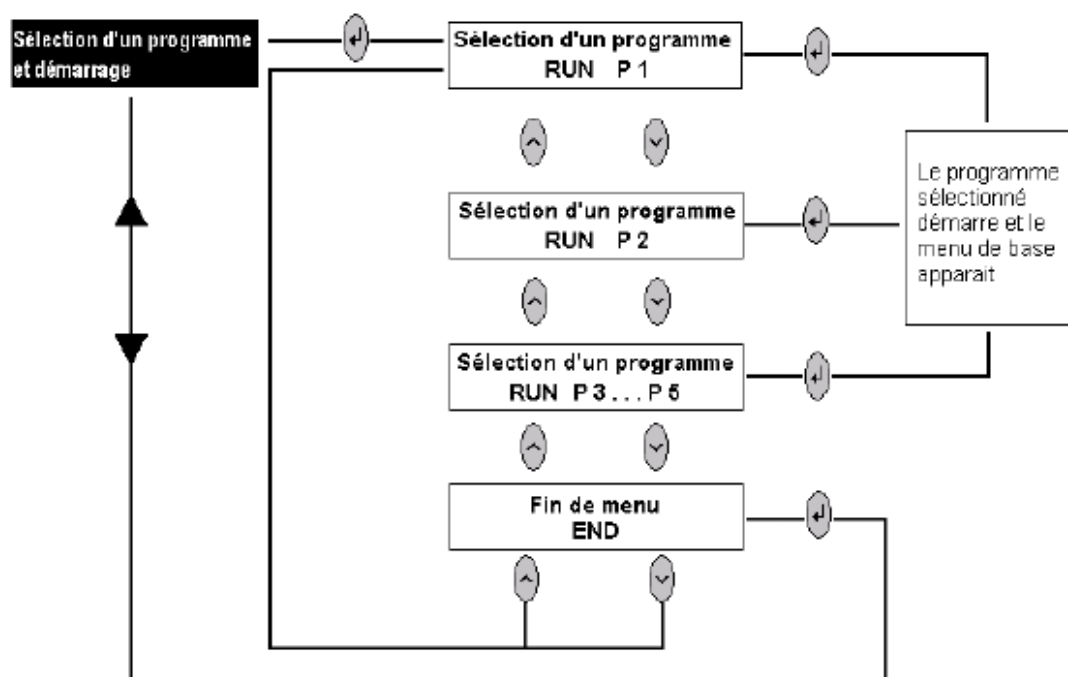 Sélection d'un programme
et démarrage
Sélection d'un programme
RUN P 1
Sélection d'un programme
RUN P 2
Sélection d'un programme
RUN P 3 . . . P 5
Fin de menu
END
Le programme
sélectionné
démarre et le
menu de base
apparait